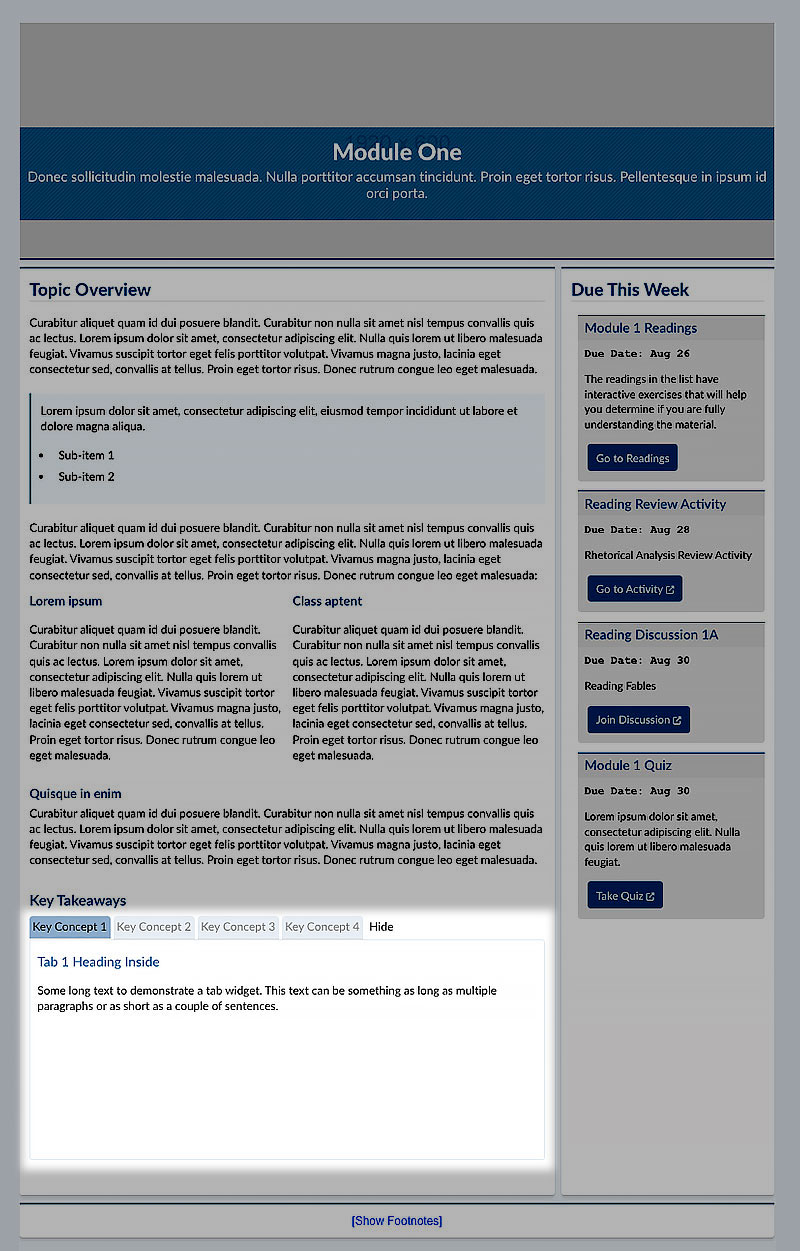 Module One
Donec sollicitudin molestie malesuada. Nulla porttitor accumsan tincidunt. Proin eget tortor risus. Pellentesque in ipsum id
orci porta.
Topic Overview
Curabitur aliquet quam id dui posuere blandit. Curabitur non nulla sit amet nisl tempus convallis quis
ac lectus. Lorem ipsum dolor sit amet, consectetur adipiscing elit. Nulla quis lorem ut libero malesuada
feugiat. Vivamus suscipit tortor eget felis porttitor volutpat. Vivamus magna justo, lacinia eget
consectetur sed, convallis at tellus. Proin eget tortor risus. Donec rutrum congue leo eget malesuada.
Lorem ipsum dolor sit amet, consectetur adipiscing elit, eiusmod tempor incididunt ut labore et
dolore magna aliqua.
• Sub-item 1
• Sub-item 2
Curabitur aliquet quam id dui posuere blandit. Curabitur non nulla sit amet nisl tempus convallis quis
ac lectus. Lorem ipsum dolor sit amet, consectetur adipiscing elit. Nulla quis lorem ut libero malesuada
feugiat. Vivamus suscipit tortor eget felis porttitor volutpat. Vivamus magna justo, lacinia eget
consectetur sed, convallis at tellus. Proin eget tortor risus. Donec rutrum congue leo eget malesuada:
Lorem ipsum
Curabitur aliquet quam id dui posuere blandit.
Curabitur non nulla sit amet nisl tempus convallis
quis ac lectus. Lorem ipsum dolor sit amet,
consectetur adipiscing elit. Nulla quis lorem ut
libero malesuada feugiat. Vivamus suscipit tortor
eget felis porttitor volutpat. Vivamus magna justo,
lacinia eget consectetur sed, convallis at tellus.
Proin eget tortor risus. Donec rutrum congue leo
eget malesuada.
Class aptent
Curabitur aliquet quam id dui posuere blandit.
Curabitur non nulla sit amet nisl tempus convallis
quis ac lectus. Lorem ipsum dolor sit amet,
consectetur adipiscing elit. Nulla quis lorem ut
libero malesuada feugiat. Vivamus suscipit tortor
eget felis porttitor volutpat. Vivamus magna justo,
lacinia eget consectetur sed, convallis at tellus.
Proin eget tortor risus. Donec rutrum congue leo
eget malesuada.
Quisque in enim
Curabitur aliquet quam id dui posuere blandit. Curabitur non nulla sit amet nisl tempus convallis quis
ac lectus. Lorem ipsum dolor sit amet, consectetur adipiscing elit. Nulla quis lorem ut libero malesuada
feugiat. Vivamus suscipit tortor eget felis porttitor volutpat. Vivamus magna justo, lacinia eget
consectetur sed, convallis at tellus. Proin eget tortor risus. Donec rutrum congue leo eget malesuada.
Key Takeaways
Key Concept 1 Key Concept 2 Key Concept 3 Key Concept 4 Hide
Tab 1 Heading Inside
Some long text to demonstrate a tab widget. This text can be something as long as multiple
paragraphs or as short as a couple of sentences.
Due This Week
Module 1 Readings
Due Date: Aug 26
The readings in the list have
interactive exercises that will help
you determine if you are fully
understanding the material.
Go to Readings
Reading Review Activity
Due Date: Aug 28
Rhetorical Analysis Review Activity
Go to Activity
Reading Discussion 1A
Due Date: Aug 30
Reading Fables
Join Discussion
Module 1 Quiz
Due Date: Aug 30
Lorem ipsum dolor sit amet,
consectetur adipiscing elit. Nulla
quis lorem ut libero malesuada
feugiat.
Take Quiz
[Show Footnotes]